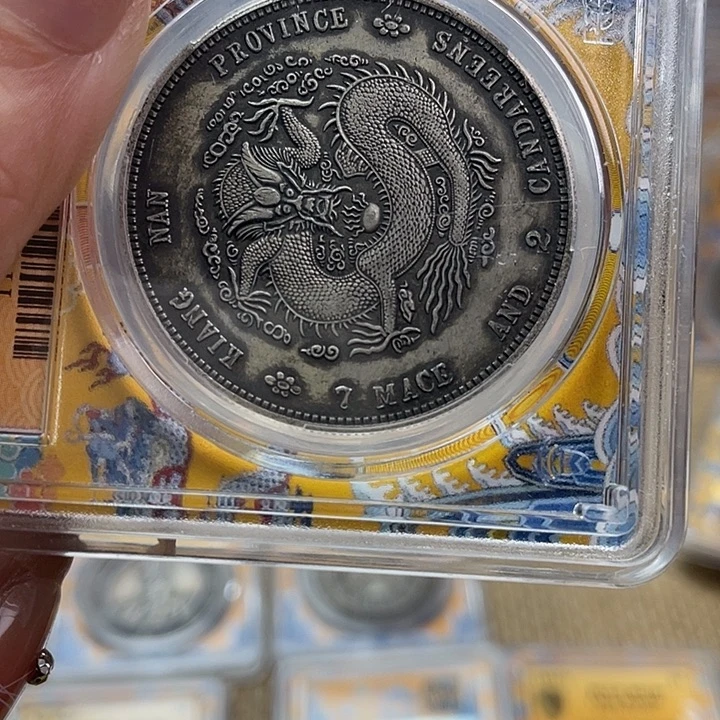 KIANG NAN PROVINCE
7 MACE AND 2 CANDAREENS